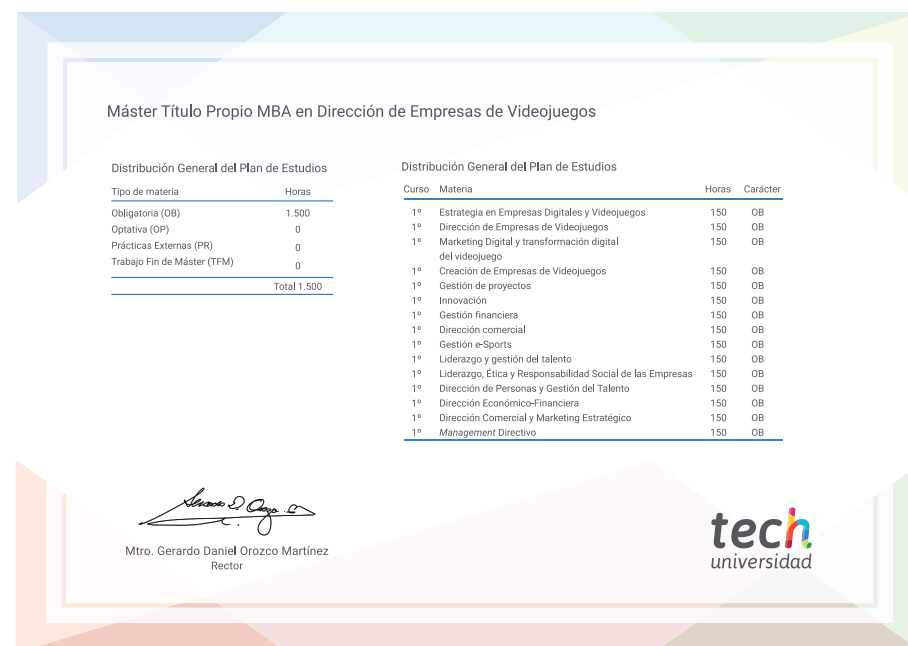 Máster Título Propio MBA en Dirección de Empresas de Videojuegos
Distribución General del Plan de Estudios
Tipo de materia Horas
Obligatoria (OB) 1.500
Optativa (OP) 0
Prácticas Externas (PR) 0
Trabajo Fin de Máster (TFM) 0
Total 1.500
Distribución General del Plan de Estudios
Curso Materia Horas Carácter
1º Estrategia en Empresas Digitales y Videojuegos 150 OB
1º Dirección de Empresas de Videojuegos 150 OB
1º Marketing Digital y transformación digital 150 OB
del videojuego
1º Creación de Empresas de Videojuegos 150 OB
1º Gestión de proyectos 150 OB
1º Innovación 150 OB
1º Gestión financiera 150 OB
1º Dirección comercial 150 OB
1º Gestión e-Sports 150 OB
1º Liderazgo y gestión del talento 150 OB
1º Liderazgo, Ética y Responsabilidad Social de las Empresas 150 OB
1º Dirección de Personas y Gestión del Talento 150 OB
1º Dirección Económico-Financiera 150 OB
1º Dirección Comercial y Marketing Estratégico 150 OB
1º Management Directivo 150 OB
Mtro. Gerardo Daniel Orozco Martínez
Rector
tech
universidad